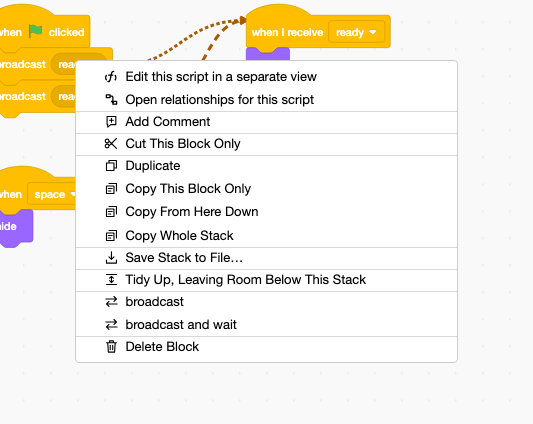 when clicked
when I receive ready
broadcast
broadcast
Edit this script in a separate view
Open relationships for this script
Add Comment
Cut This Block Only
Duplicate
Copy This Block Only
when space
Copy From Here Down
hide
Copy Whole Stack
Save Stack to File…
Tidy Up, Leaving Room Below This Stack
broadcast
broadcast and wait
Delete Block